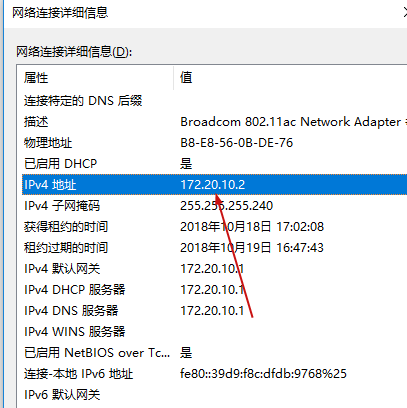 网络连接详细信息
网络连接详细信息(D):
属性 值
连接特定的 DNS 后缀
描述 Broadcom 802.11ac Network Adapter
物理地址 B8-E8-56-0B-DE-76
已启用 DHCP 是
IPv4 地址 172.20.10.2
IPv4 子网掩码 255.255.255.240
获得租约的时间 2018年10月18日 17:02:08
租约过期的时间 2018年10月19日 16:47:43
IPv4 默认网关 172.20.10.1
IPv4 DHCP 服务器 172.20.10.1
IPv4 DNS 服务器 172.20.10.1
IPv4 WINS 服务器
已启用 NetBIOS over Tc... 是
连接-本地 IPv6 地址 fe80::39d9:f8c:dfdb:9768%25
IPv6 默认网关